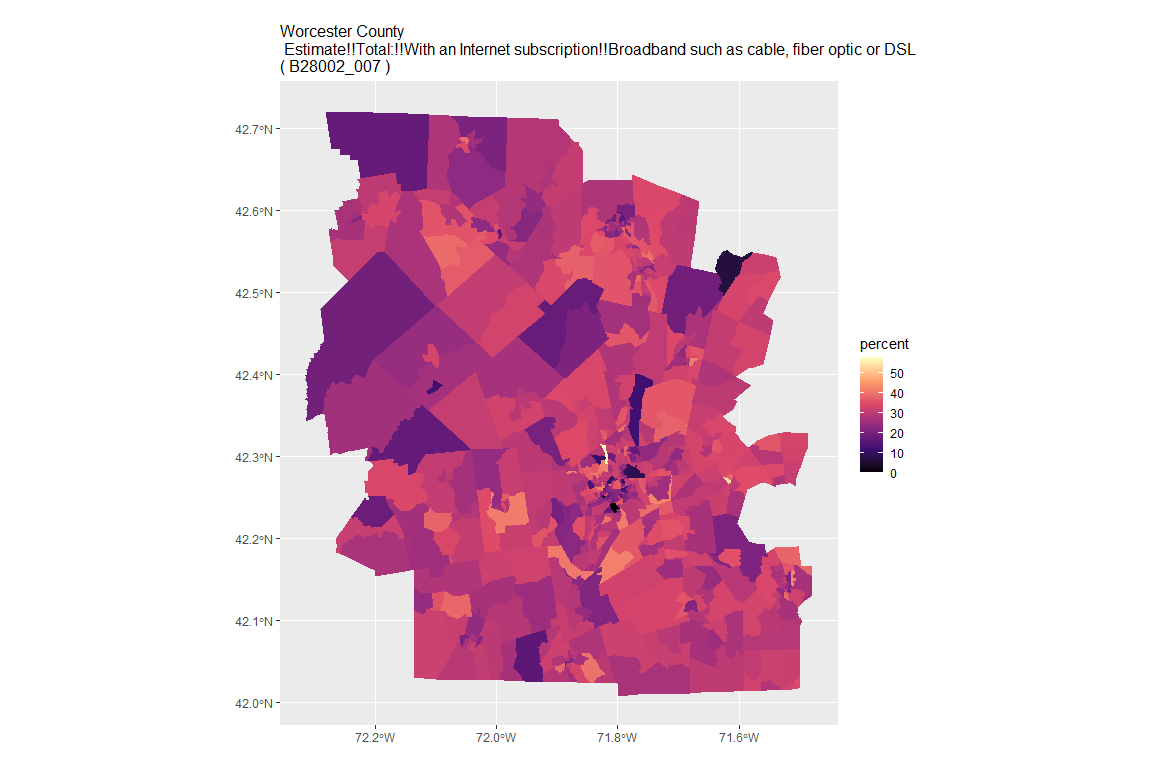 Worcester County
Estimate!!Total:!!With an Internet subscription!!Broadband such as cable, fiber optic or DSL
( B28002_007 )
42.7°N
42.6°N
42.5°N
42.4°N
42.3°N
42.2°N
42.1°N
42.0°N
72.2°W
72.0°W
71.8°W
71.6°W
percent
50
40
30
20
10
0